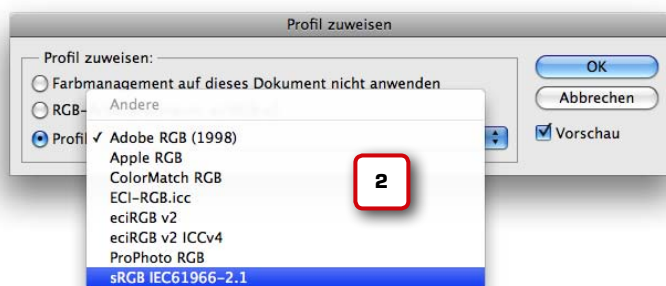 Profil zuweisen
Profil zuweisen:
Farbmanagement auf dieses Dokument nicht anwenden
RGB-
Profil
Andere
✓ Adobe RGB (1998)
Apple RGB
ColorMatch RGB
ECI-RGB.icc
eciRGB v2
eciRGB v2 ICCv4
ProPhoto RGB
sRGB IEC61966-2.1
2
OK
Abbrechen
Vorschau